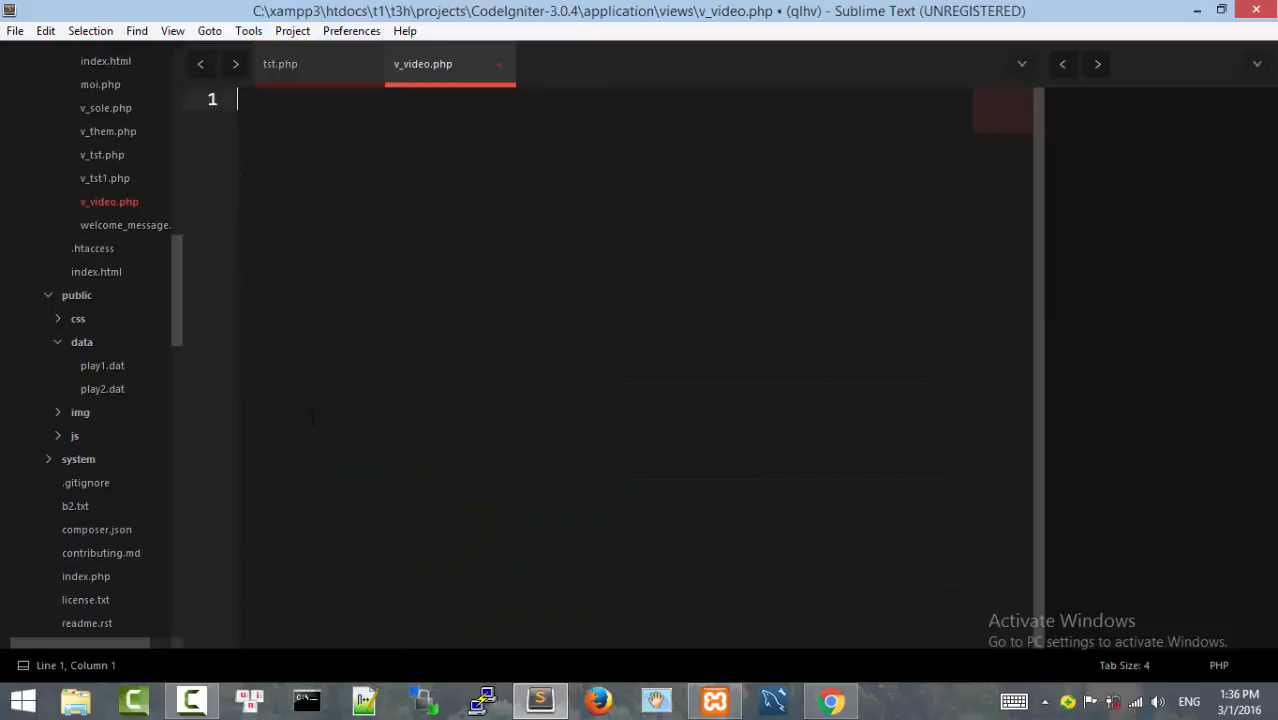 C:\xampp3\htdocs\t1\t3h\projects\CodeIgniter-3.0.4\application\views\v_video.php • (qlhv) - Sublime Text (UNREGISTERED)
File Edit Selection Find View Goto Tools Project Preferences Help
index.html
moi.php
v_sole.php
v_them.php
v_tst.php
v_tst1.php
v_video.php
welcome_message.
.htaccess
index.html
public
css
data
play1.dat
play2.dat
img
js
system
.gitignore
b2.txt
composer.json
contributing.md
index.php
license.txt
readme.rst
tst.php
v_video.php
1
Activate Windows
Go to PC settings to activate Windows.
Line 1, Column 1
Tab Size: 4
PHP
ENG
1:36 PM
3/1/2016